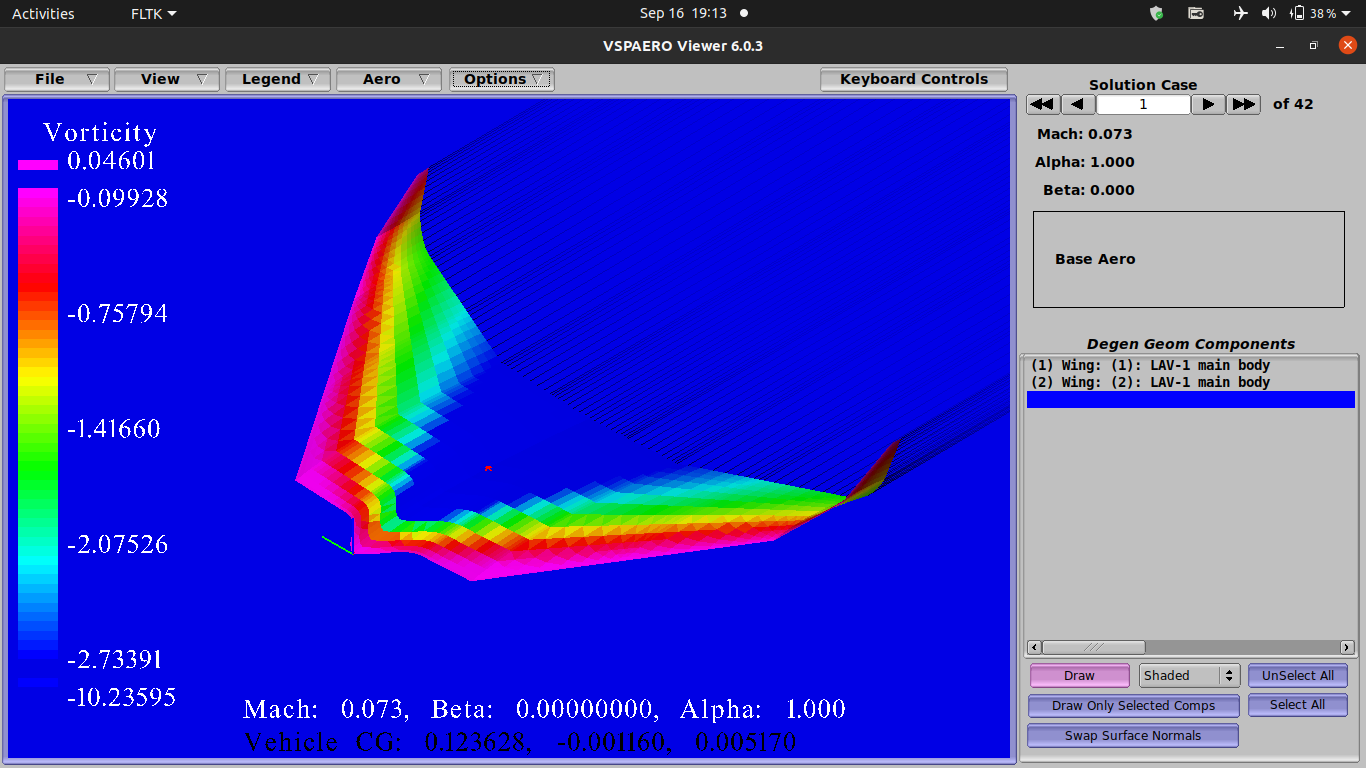 Activities FLTK Sep 16 19:13 38 %
VSPAERO Viewer 6.0.3
File View Legend Aero Options Keyboard Controls
Solution Case
1 of 42
Mach: 0.073
Alpha: 1.000
Beta: 0.000
Base Aero
Degen Geom Components
(1) Wing: (1): LAV-1 main body
(2) Wing: (2): LAV-1 main body
Draw Shaded UnSelect All
Draw Only Selected Comps Select All
Swap Surface Normals
Vorticity
0.04601
-0.09928
-0.75794
-1.41660
-2.07526
-2.73391
-10.23595
Mach: 0.073, Beta: 0.00000000, Alpha: 1.000
Vehicle CG: 0.123628, -0.001160, 0.005170